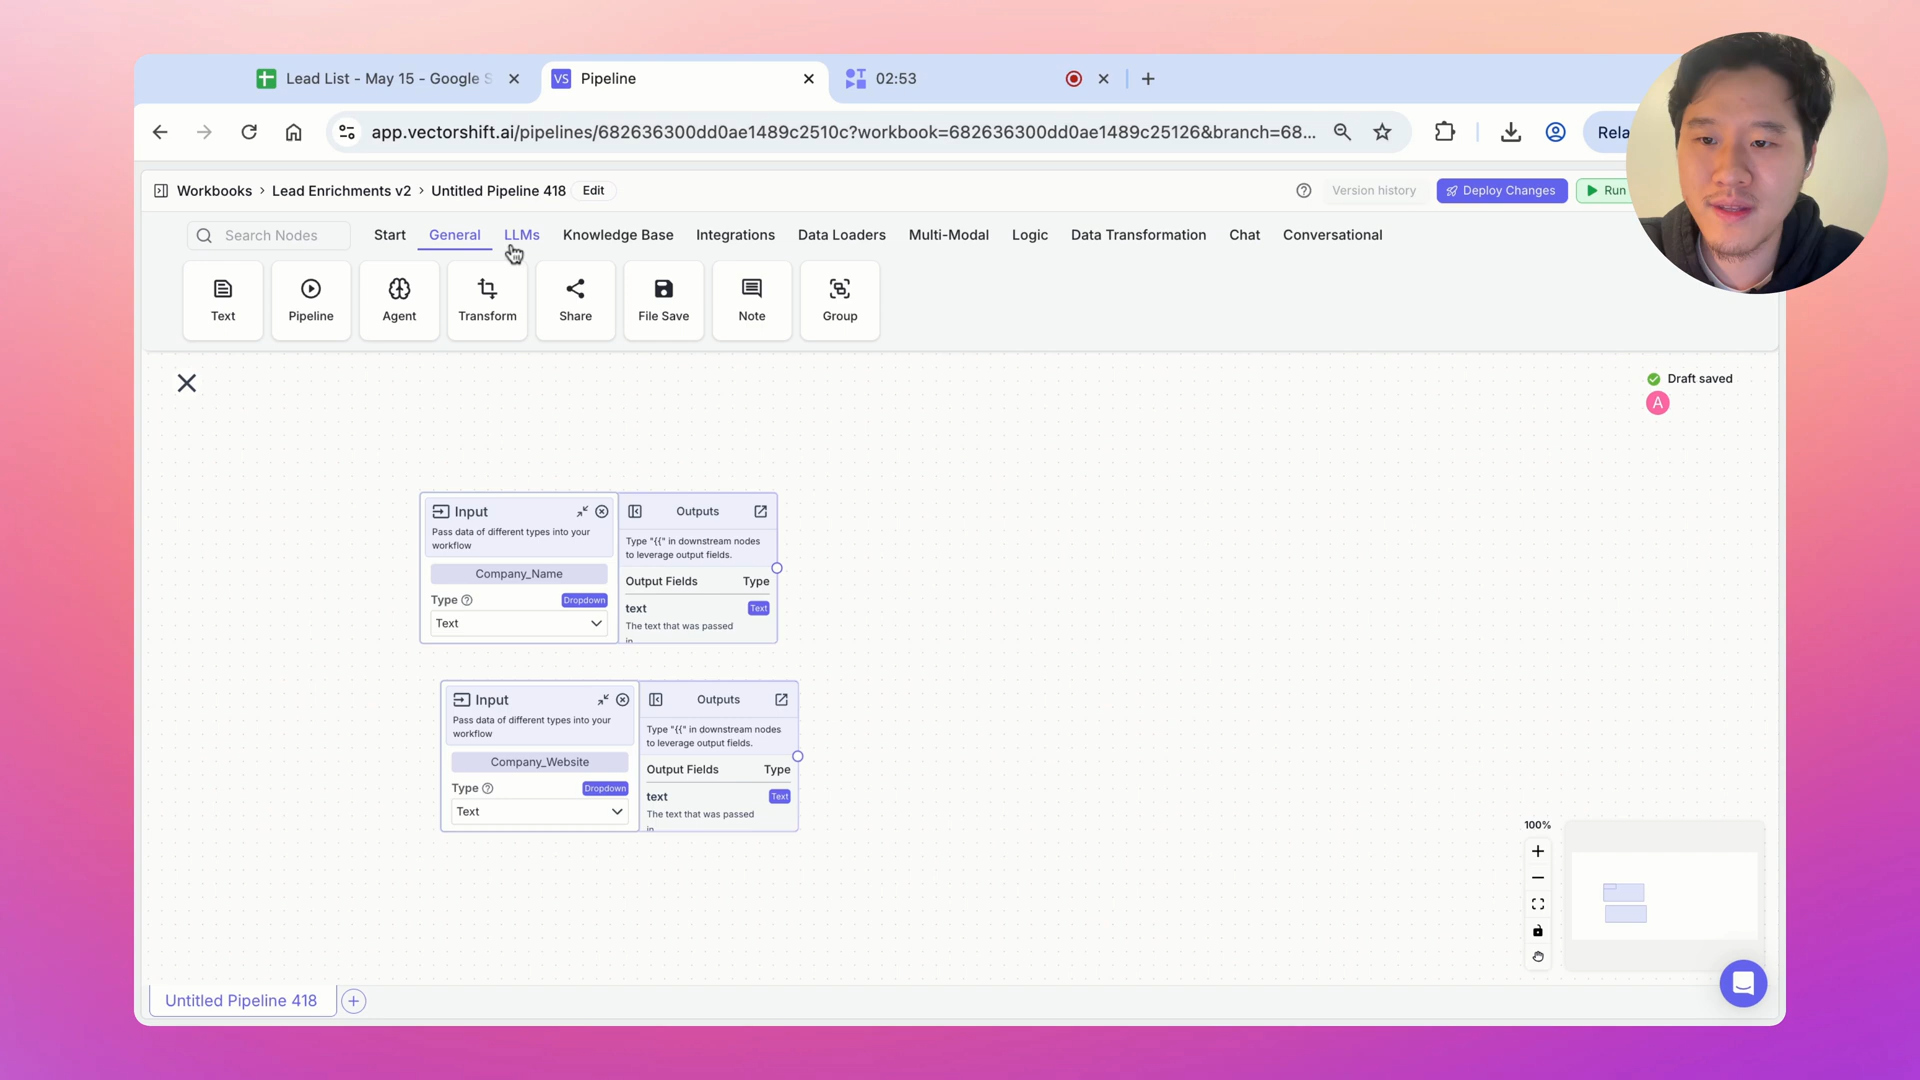 Lead List - May 15 - Google S
VS Pipeline
02:53
app.vectorshift.ai/pipelines/682636300dd0ae1489c2510c?workbook=682636300dd0ae1489c25126&branch=68...
Rela
Workbooks > Lead Enrichments v2 > Untitled Pipeline 418 Edit
Version history
Deploy Changes
Run
Search Nodes
Start General LLMs Knowledge Base Integrations Data Loaders Multi-Modal Logic Data Transformation Chat Conversational
Text Pipeline Agent Transform Share File Save Note Group
Draft saved
A
Input
Pass data of different types into your
workflow
Company_Name
Type Dropdown
Text
Outputs
Type "{{" in downstream nodes
to leverage output fields.
Output Fields Type
text Text
The text that was passed
in
Input
Pass data of different types into your
workflow
Company_Website
Type Dropdown
Text
Outputs
Type "{{" in downstream nodes
to leverage output fields.
Output Fields Type
text Text
The text that was passed
in
100%
Untitled Pipeline 418